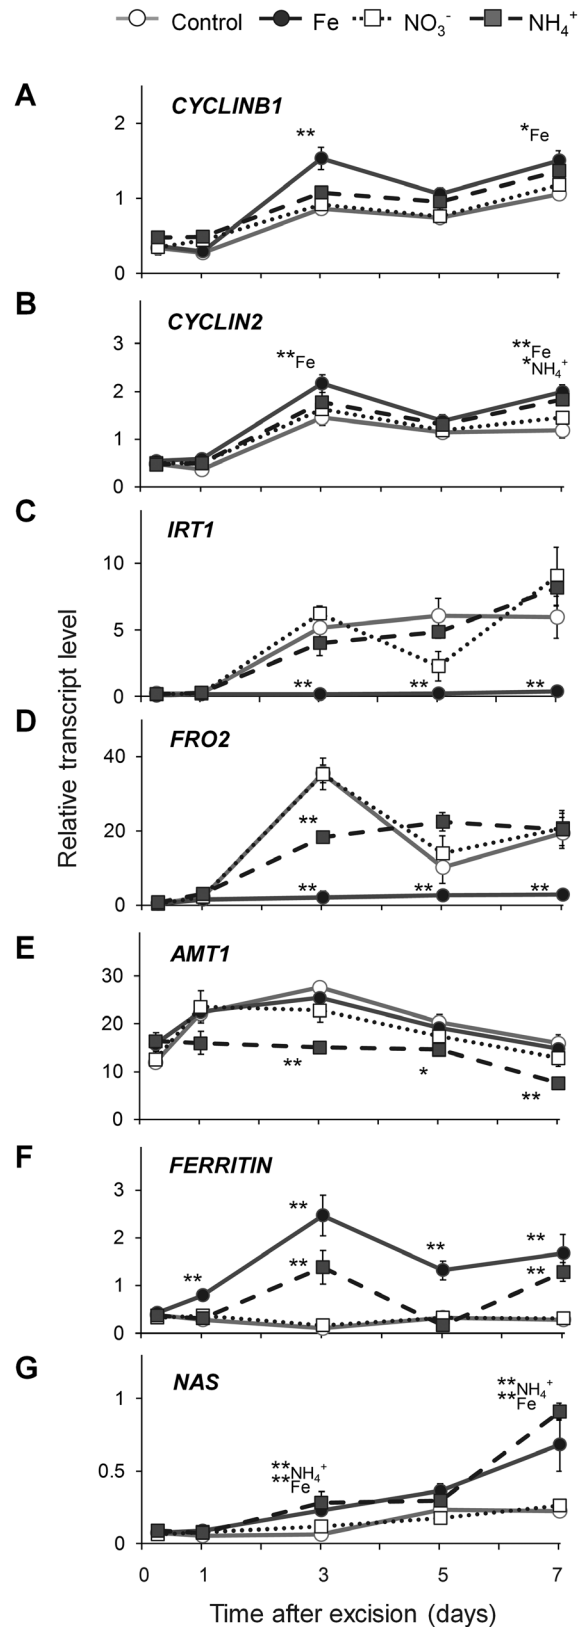 Control Fe NO₃⁻ NH₄⁺
A CYCLINB1
2
1
0
**
*Fe
B CYCLIN2
3
2
1
0
**Fe
**Fe
*NH₄⁺
C IRT1
10
5
0
** ** **
D FRO2
40
20
0
**
** ** **
E AMT1
30
20
10
0
** * **
F FERRITIN
3
2
1
0
** ** ** **
** **
G NAS
1
0.5
0
**NH₄⁺
**Fe
**NH₄⁺
**Fe
0 1 3 5 7
Time after excision (days)
Relative transcript level